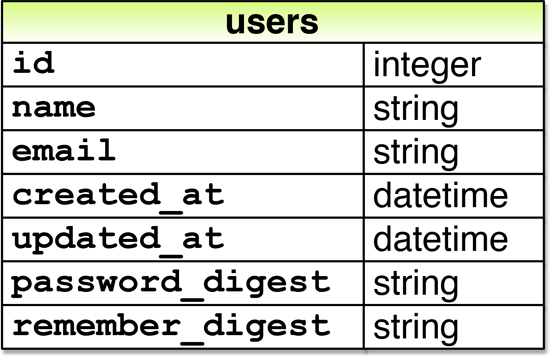 users
id integer
name string
email string
created_at datetime
updated_at datetime
password_digest string
remember_digest string